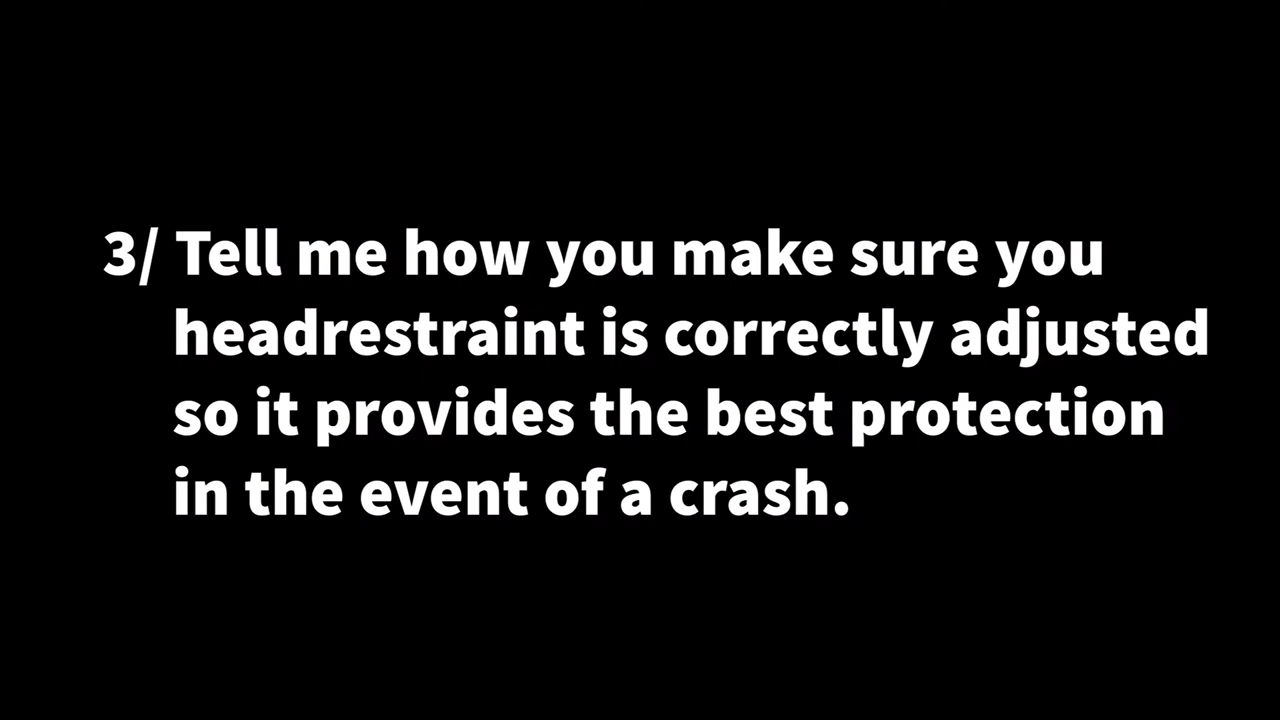 3/ Tell me how you make sure you
headrestraint is correctly adjusted
so it provides the best protection
in the event of a crash.